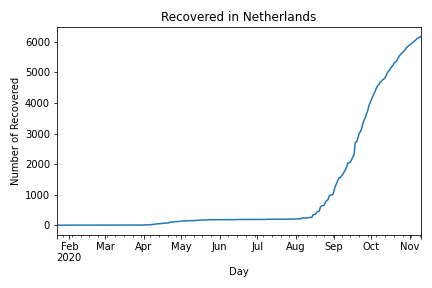 Recovered in Netherlands
Number of Recovered
6000
5000
4000
3000
2000
1000
0
Feb Mar Apr May Jun Jul Aug Sep Oct Nov
2020
Day